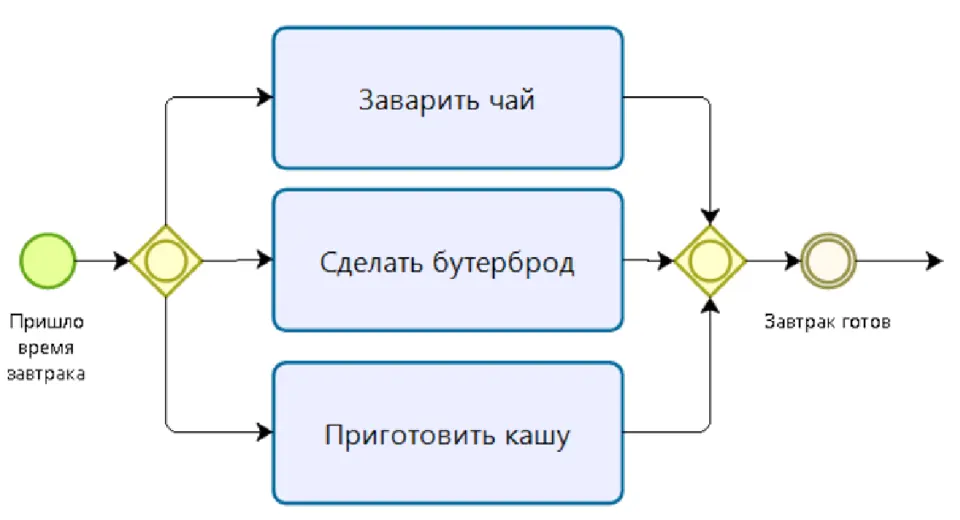 Заварить чай
Сделать бутерброд
Пришло
время
завтрака
Завтрак готов
Приготовить кашу